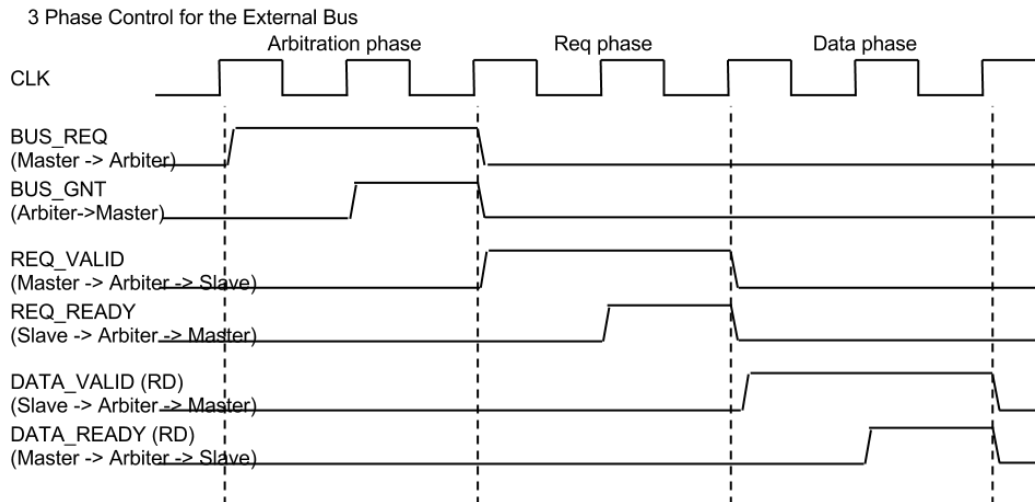 3 Phase Control for the External Bus
Arbitration phase
Req phase
Data phase
CLK
BUS_REQ
(Master -> Arbiter)
BUS_GNT
(Arbiter->Master)
REQ_VALID
(Master -> Arbiter -> Slave)
REQ_READY
(Slave -> Arbiter -> Master)
DATA_VALID (RD)
(Slave -> Arbiter -> Master)
DATA_READY (RD)
(Master -> Arbiter -> Slave)